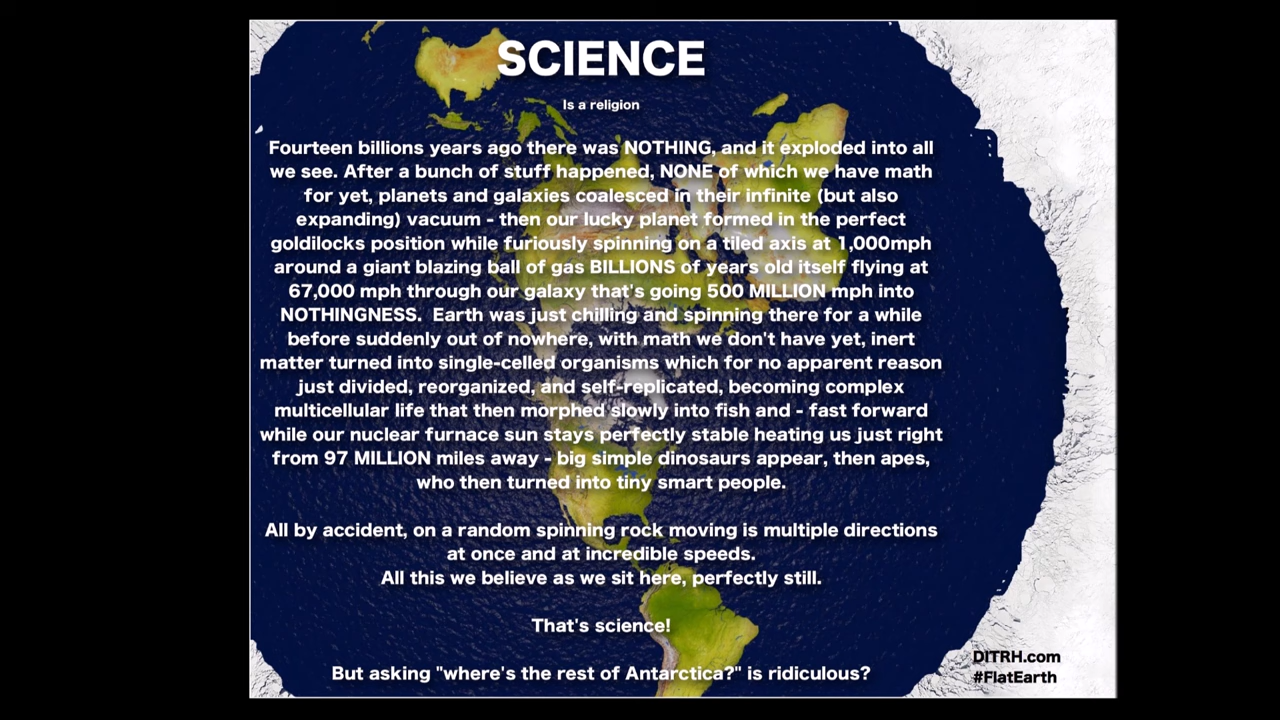 SCIENCE
Is a religion
Fourteen billions years ago there was NOTHING, and it exploded into all
we see. After a bunch of stuff happened, NONE of which we have math
for yet, planets and galaxies coalesced in their infinite (but also
expanding) vacuum - then our lucky planet formed in the perfect
goldilocks position while furiously spinning on a tiled axis at 1,000mph
around a giant blazing ball of gas BILLIONS of years old itself flying at
67,000 mph through our galaxy that's going 500 MILLION mph into
NOTHINGNESS. Earth was just chilling and spinning there for a while
before suddenly out of nowhere, with math we don't have yet, inert
matter turned into single-celled organisms which for no apparent reason
just divided, reorganized, and self-replicated, becoming complex
multicellular life that then morphed slowly into fish and - fast forward
while our nuclear furnace sun stays perfectly stable heating us just right
from 97 MILLION miles away - big simple dinosaurs appear, then apes,
who then turned into tiny smart people.
All by accident, on a random spinning rock moving is multiple directions
at once and at incredible speeds.
All this we believe as we sit here, perfectly still.
That's science!
But asking "where's the rest of Antarctica?" is ridiculous?
DITRH.com
#FlatEarth